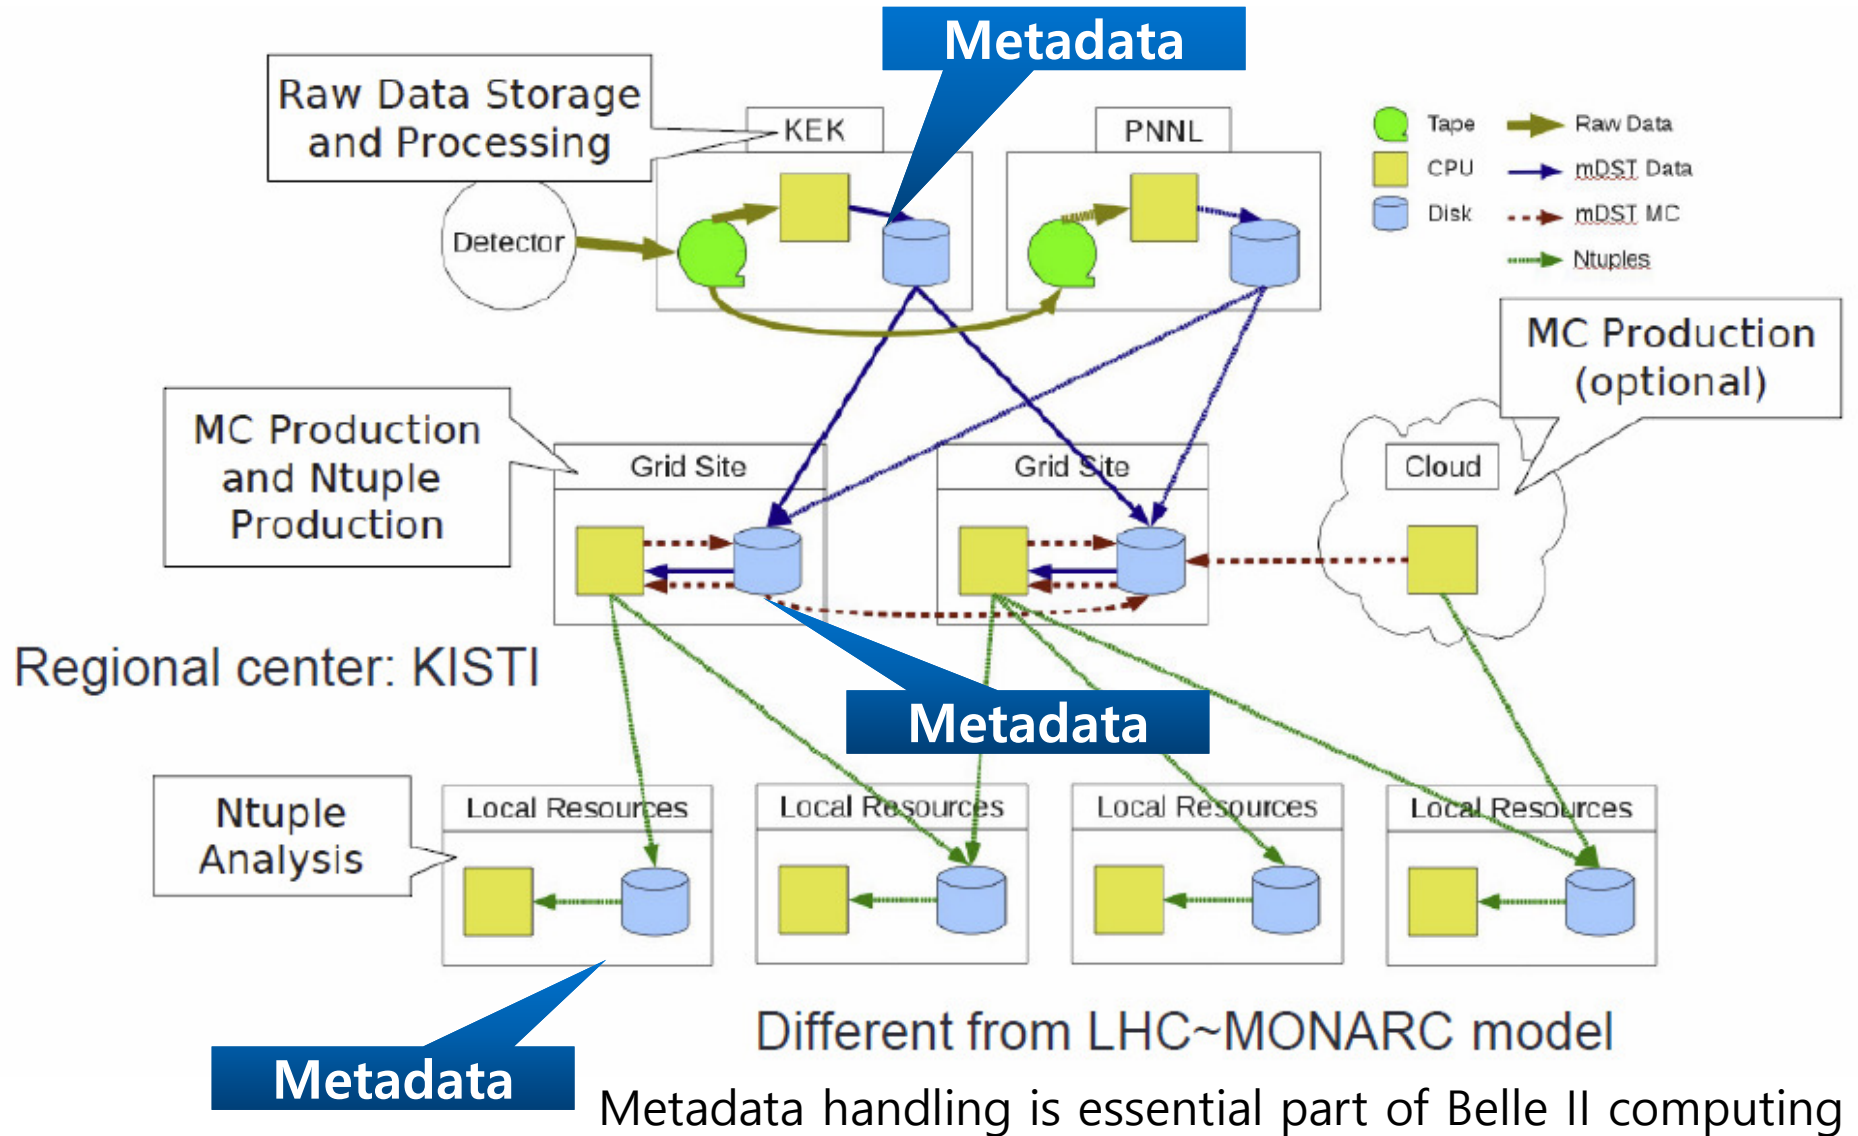 Metadata
Raw Data Storage
and Processing
KEK
PNNL
Tape
Raw Data
CPU
mDST Data
Disk
mDST MC
Ntuples
Detector
MC Production
(optional)
MC Production
and Ntuple
Production
Grid Site
Grid Site
Cloud
Regional center: KISTI
Metadata
Ntuple
Analysis
Local Resources
Local Resources
Local Resources
Local Resources
Different from LHC~MONARC model
Metadata
Metadata handling is essential part of Belle II computing